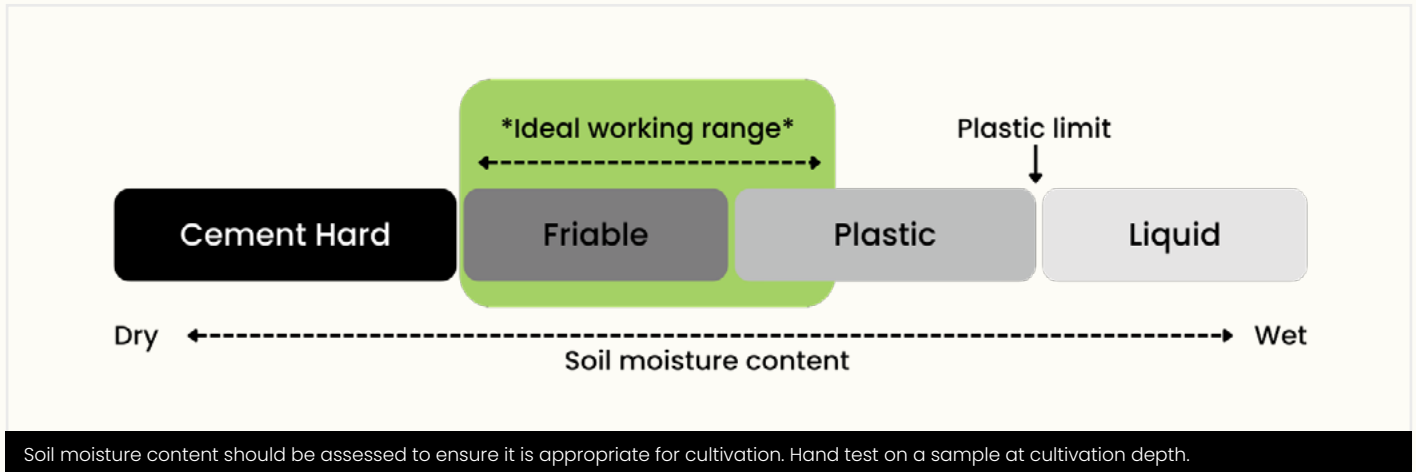 *Ideal working range*
Plastic limit
Cement Hard
Friable
Plastic
Liquid
Dry
Wet
Soil moisture content
Soil moisture content should be assessed to ensure it is appropriate for cultivation. Hand test on a sample at cultivation depth.